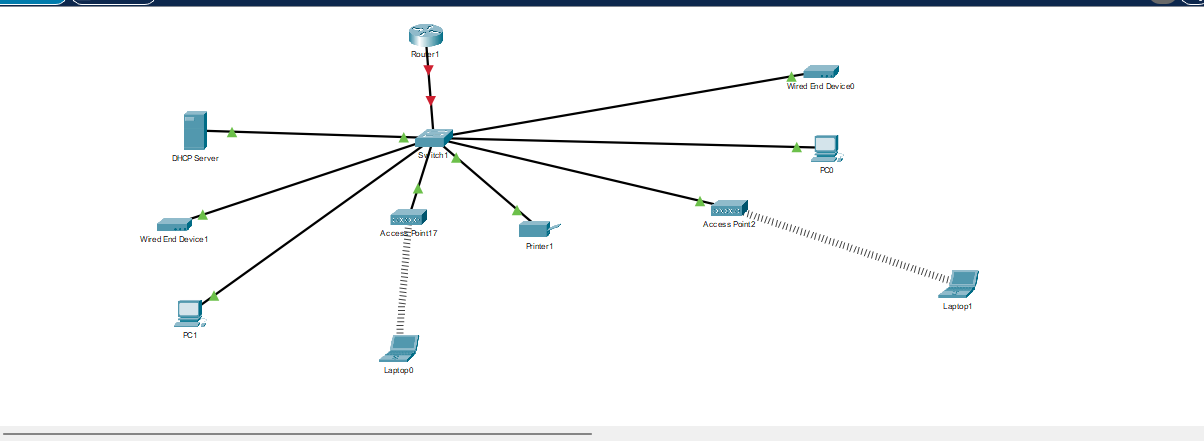 Router1
Wired End Device0
DHCP Server
Switch1
PC0
Wired End Device1
Access Point17
Printer1
Access Point2
Laptop1
PC1
Laptop0